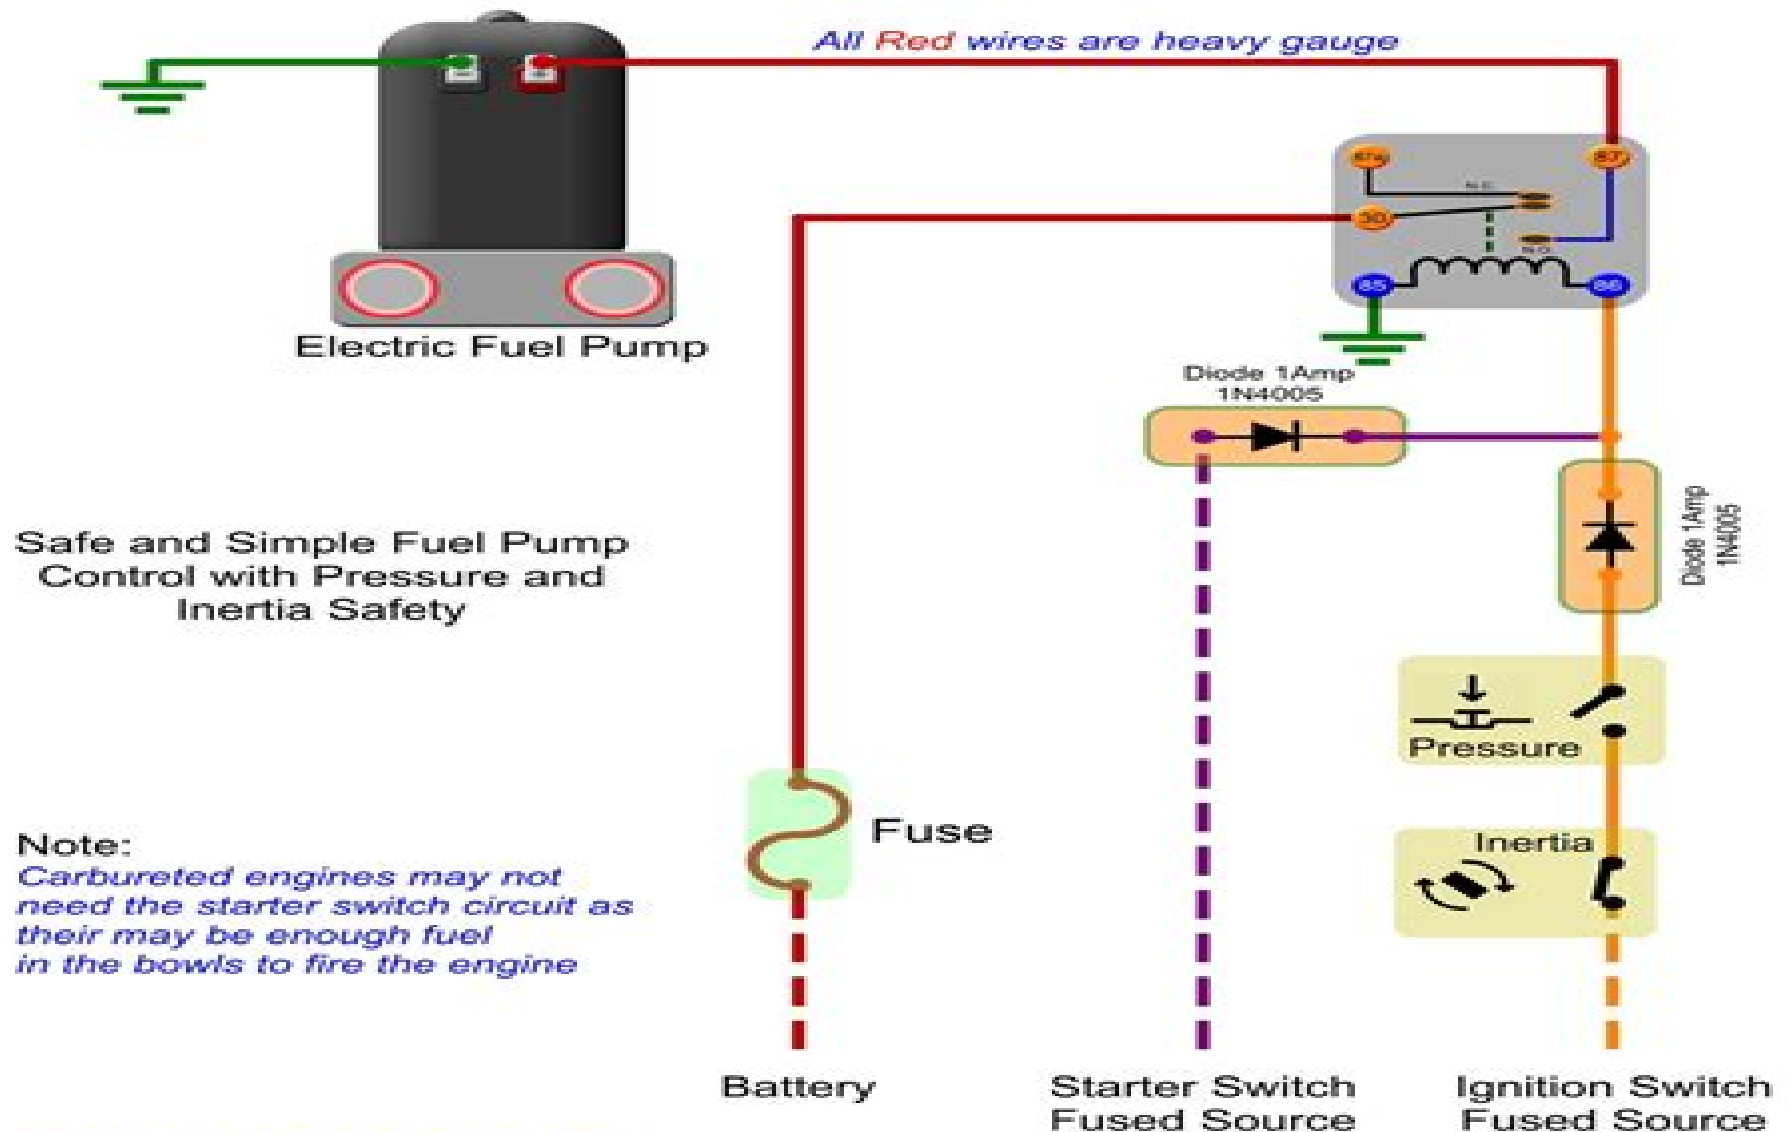 All Red wires are heavy gauge
87a
87
N.C.
30
N.O.
85
86
Electric Fuel Pump
Diode 1Amp
1N4005
Diode 1Amp
1N4005
Safe and Simple Fuel Pump
Control with Pressure and
Inertia Safety
Pressure
Fuse
Inertia
Note:
Carbureted engines may not
need the starter switch circuit as
their may be enough fuel
in the bowls to fire the engine
Battery
Starter Switch
Fused Source
Ignition Switch
Fused Source